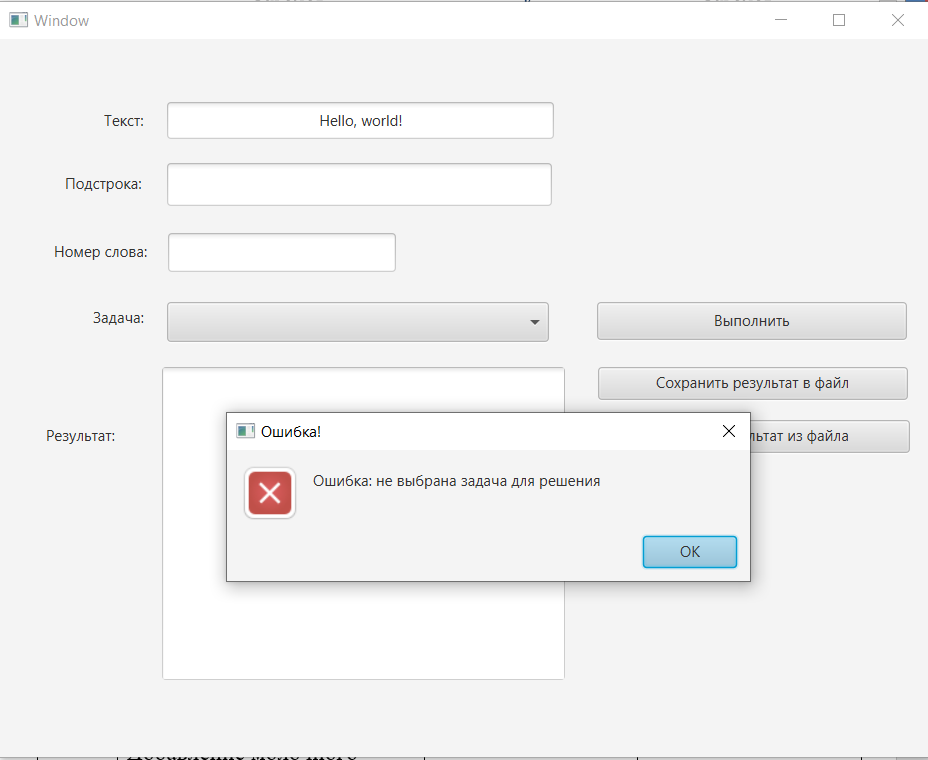 Window
Текст:
Hello, world!
Подстрока:
Номер слова:
Задача:
Выполнить
Сохранить результат в файл
Результат:
из файла
Ошибка!
Ошибка: не выбрана задача для решения
OK